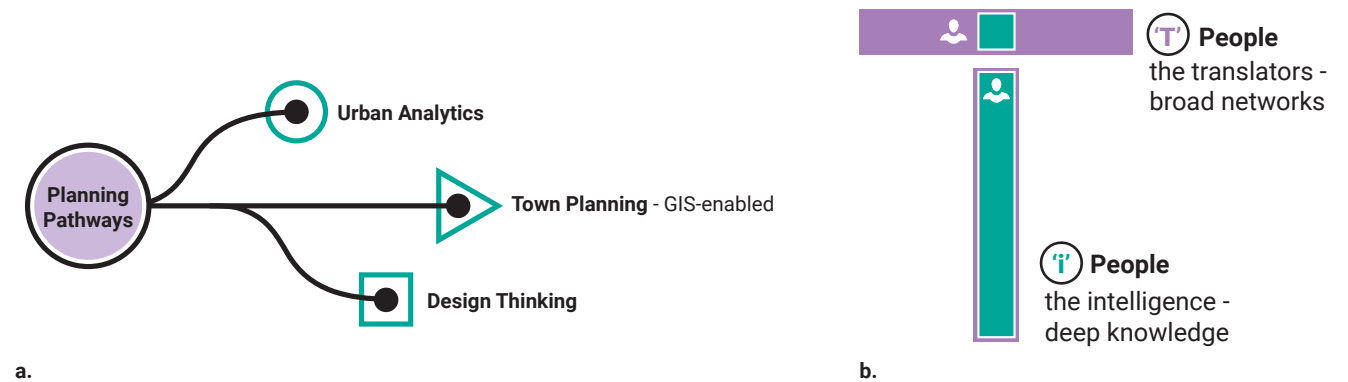 Planning
Pathways
Urban Analytics
Town Planning - GIS-enabled
Design Thinking
a.
‘T’ People
the translators -
broad networks
‘i’ People
the intelligence -
deep knowledge
b.